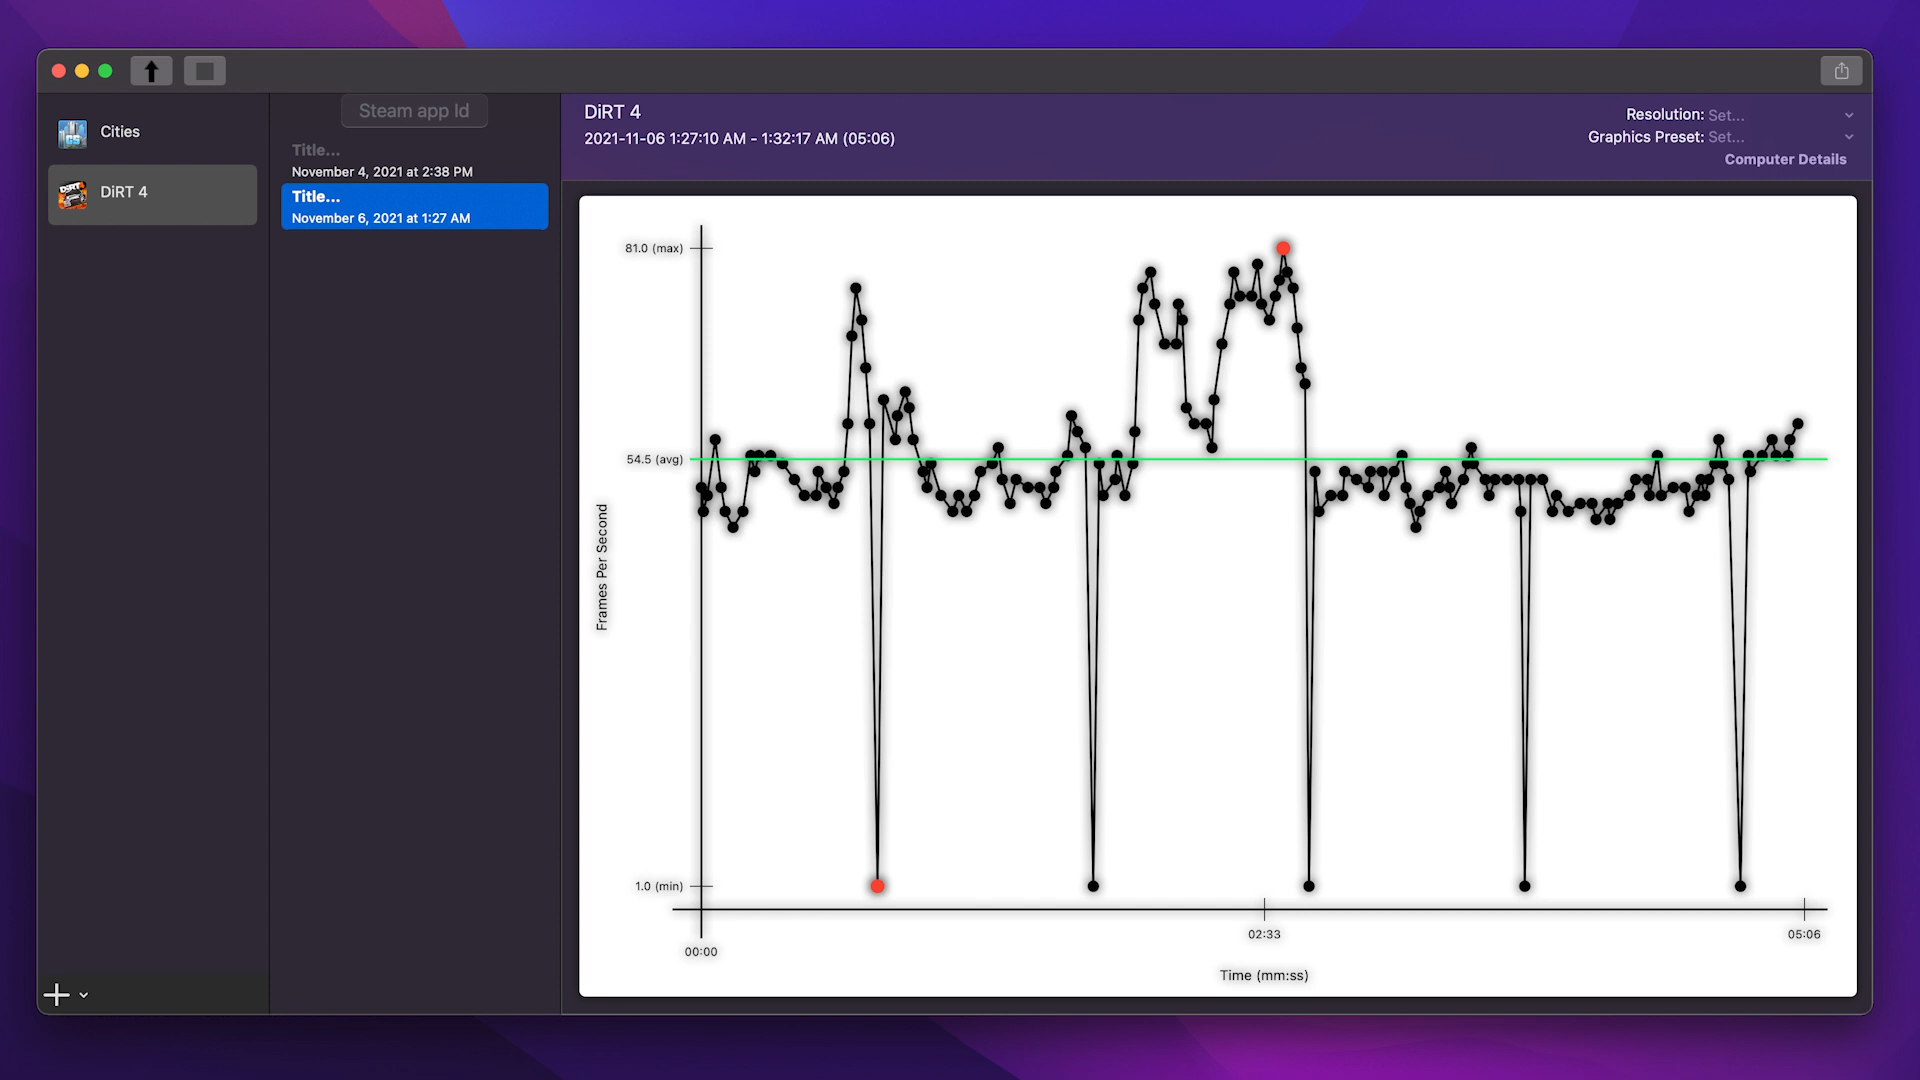 Cities
DiRT 4
Steam app Id
Title...
November 4, 2021 at 2:38 PM
Title...
November 6, 2021 at 1:27 AM
DiRT 4
2021-11-06 1:27:10 AM - 1:32:17 AM (05:06)
Resolution: Set...
Graphics Preset: Set...
Computer Details
81.0 (max)
54.5 (avg)
Frames Per Second
1.0 (min)
00:00
02:33
05:06
Time (mm:ss)